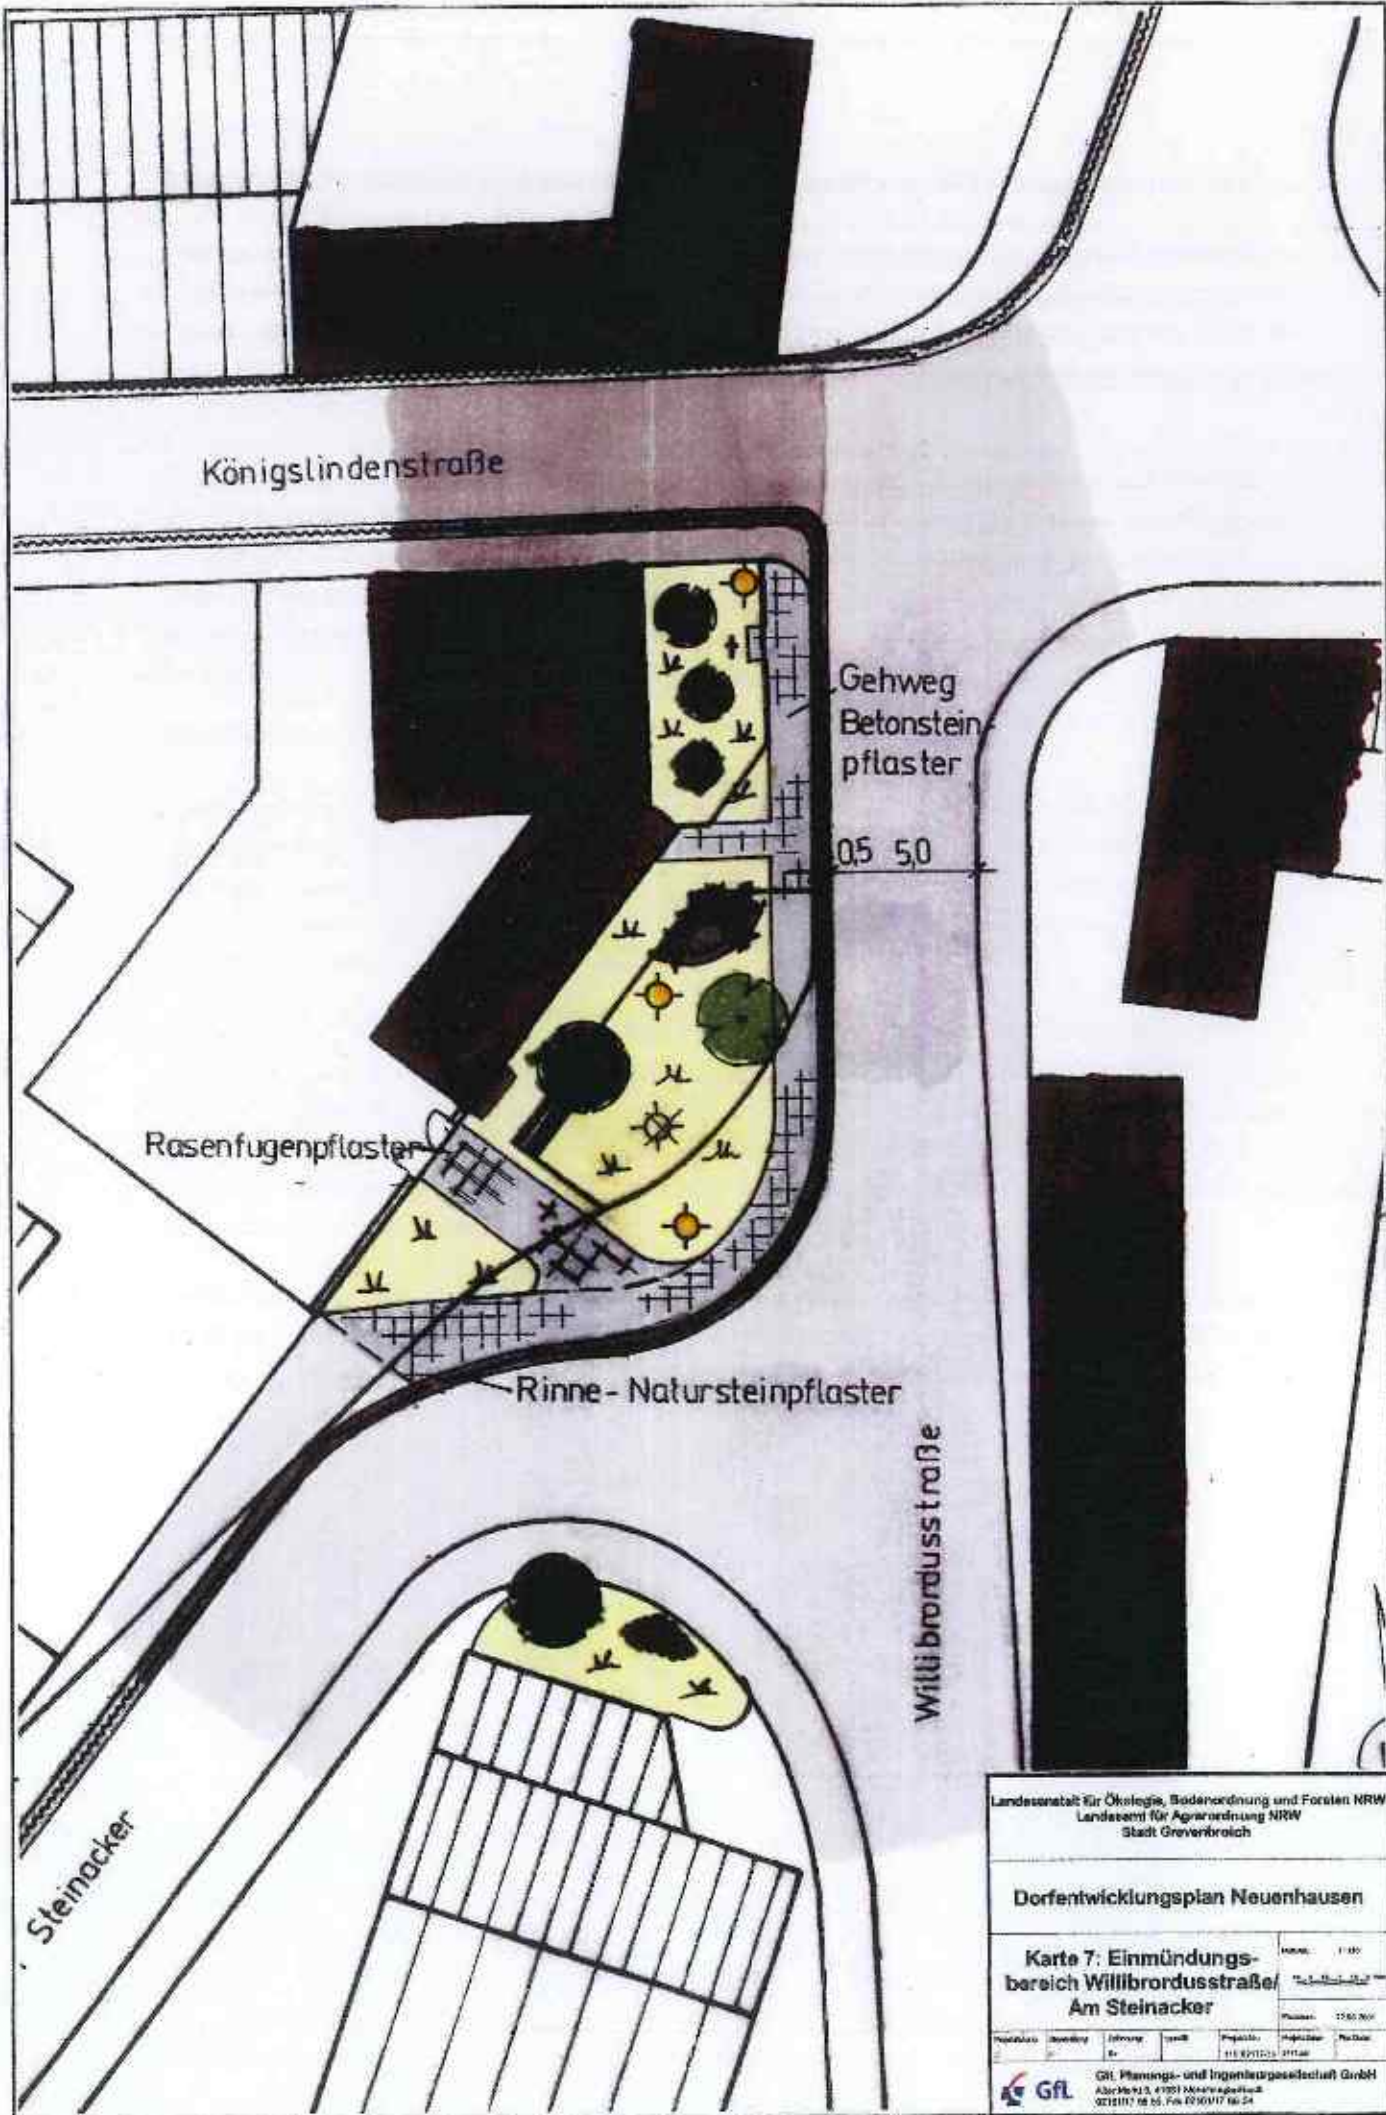 Königslindenstraße
Gehweg
Betonstein-
pflaster
0,5 5,0
Rasenfugenpflaster
Rinne - Natursteinpflaster
Willibrordusstraße
Steinacker
Landesanstalt für Ökologie, Bodenordnung und Forsten NRW
Landesamt für Agrarordnung NRW
Stadt Grevenbroich
Dorfentwicklungsplan Neuenhausen
Karte 7: Einmündungs-
bereich Willibrordusstraße/
Am Steinacker
GfL
GfL Planungs- und Ingenieurgesellschaft GmbH